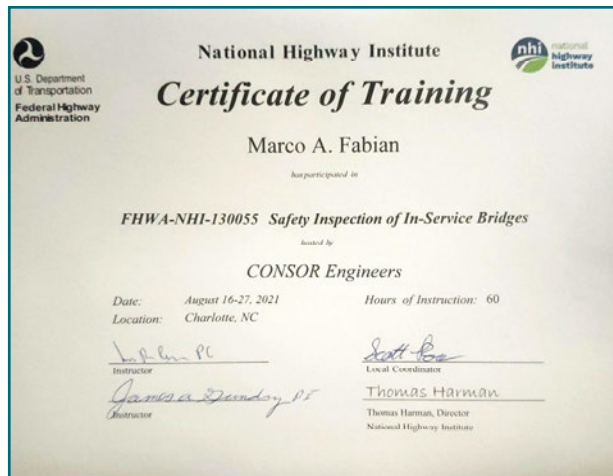 U.S. Department
of Transportation
Federal Highway
Administration
National Highway Institute
nhi national
highway
institute
Certificate of Training
Marco A. Fabian
has participated in
FHWA-NHI-130055 Safety Inspection of In-Service Bridges
hosted by
CONSOR Engineers
Date: August 16-27, 2021
Hours of Instruction: 60
Location: Charlotte, NC
Instructor
Scott
Local Coordinator
James a
Instructor
Thomas Harman
Thomas Harman, Director
National Highway Institute